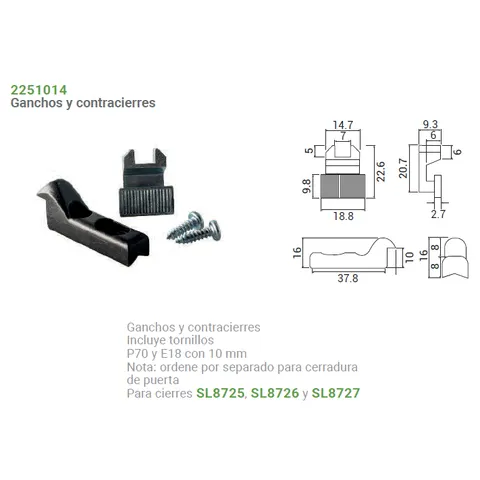 2251014
Ganchos y contracierres
14.7
7
5
22.6
9.8
18.8
9.3
6
6
20.7
2.7
16
10
37.8
16
8
8
Ganchos y contracierres
Incluye tornillos
P70 y E18 con 10 mm
Nota: ordene por separado para cerradura
de puerta
Para cierres SL8725, SL8726 y SL8727